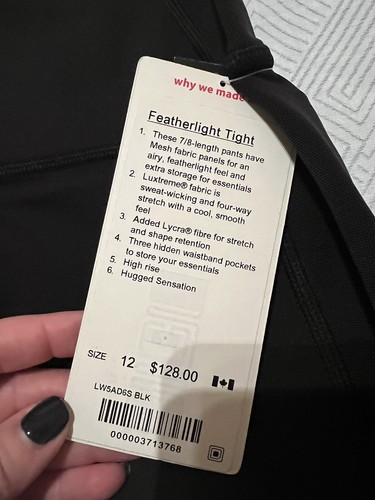 why we made
Featherlight Tight
1. These 7/8-length pants have
Mesh fabric panels for an
airy, featherlight feel and
extra storage for essentials
2. Luxtreme® fabric is
sweat-wicking and four-way
stretch with a cool, smooth
feel
3. Added Lycra® fibre for stretch
and shape retention
4. Three hidden waistband pockets
to store your essentials
5. High rise
6. Hugged Sensation
SIZE 12 $128.00
LW5AD6S BLK
000003713768